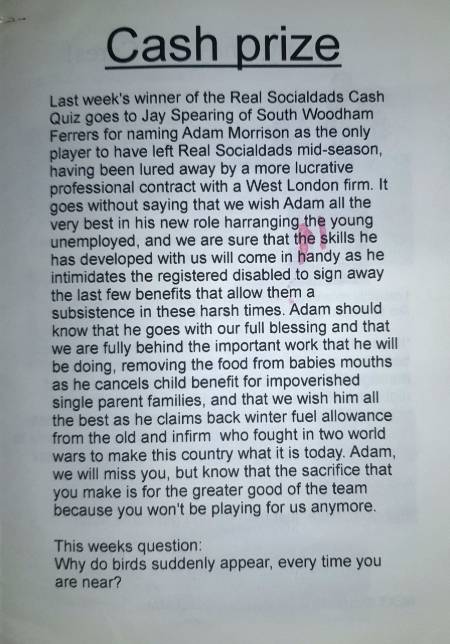 Cash prize
Last week's winner of the Real Socialdads Cash
Quiz goes to Jay Spearing of South Woodham
Ferrers for naming Adam Morrison as the only
player to have left Real Socialdads mid-season,
having been lured away by a more lucrative
professional contract with a West London firm. It
goes without saying that we wish Adam all the
very best in his new role harranging the young
unemployed, and we are sure that the skills he
has developed with us will come in handy as he
intimidates the registered disabled to sign away
the last few benefits that allow them a
subsistence in these harsh times. Adam should
know that he goes with our full blessing and that
we are fully behind the important work that he will
be doing, removing the food from babies mouths
as he cancels child benefit for impoverished
single parent families, and that we wish him all
the best as he claims back winter fuel allowance
from the old and infirm who fought in two world
wars to make this country what it is today. Adam,
we will miss you, but know that the sacrifice that
you make is for the greater good of the team
because you won't be playing for us anymore.
This weeks question:
Why do birds suddenly appear, every time you
are near?